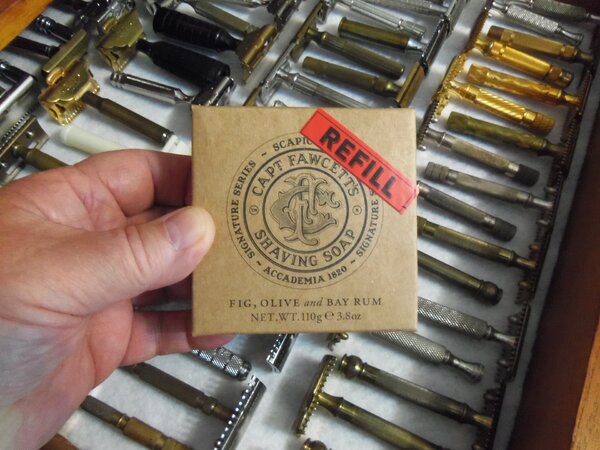 REFILL
SIGNATURE SERIES ~ SCAPIC
CAPT FAWCETT'S
SHAVING SOAP
~ ACCADEMIA 1820 ~ SIGNATURE
FIG, OLIVE and BAY RUM
NET.WT. 110g ℮ 3.8oz